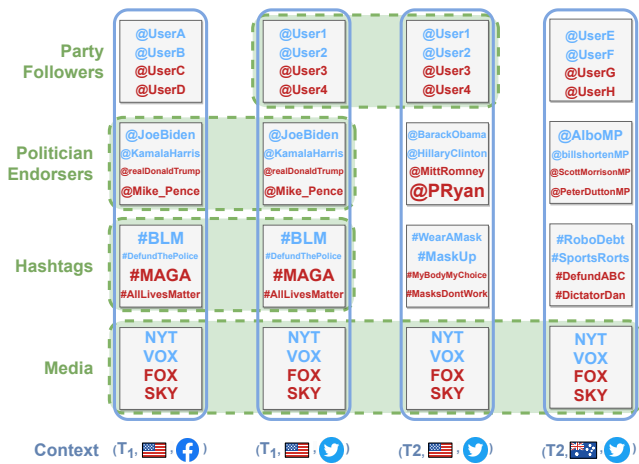 Party Followers
@UserA
@UserB
@UserC
@UserD
@User1
@User2
@User3
@User4
@User1
@User2
@User3
@User4
@UserE
@UserF
@UserG
@UserH
Politician Endorsers
@JoeBiden
@KamalaHarris
@realDonaldTrump
@Mike_Pence
@JoeBiden
@KamalaHarris
@realDonaldTrump
@Mike_Pence
@BarackObama
@HillaryClinton
@MittRomney
@PRyan
@AlboMP
@billshortenMP
@ScottMorrisonMP
@PeterDuttonMP
Hashtags
#BLM
#DefundThePolice
#MAGA
#AllLivesMatter
#BLM
#DefundThePolice
#MAGA
#AllLivesMatter
#WearAMask
#MaskUp
#MyBodyMyChoice
#MasksDontWork
#RoboDebt
#SportsRorts
#DefundABC
#DictatorDan
Media
NYT
VOX
FOX
SKY
NYT
VOX
FOX
SKY
NYT
VOX
FOX
SKY
NYT
VOX
FOX
SKY
Context
(T1, , )
(T1, , )
(T2, , )
(T2, , )